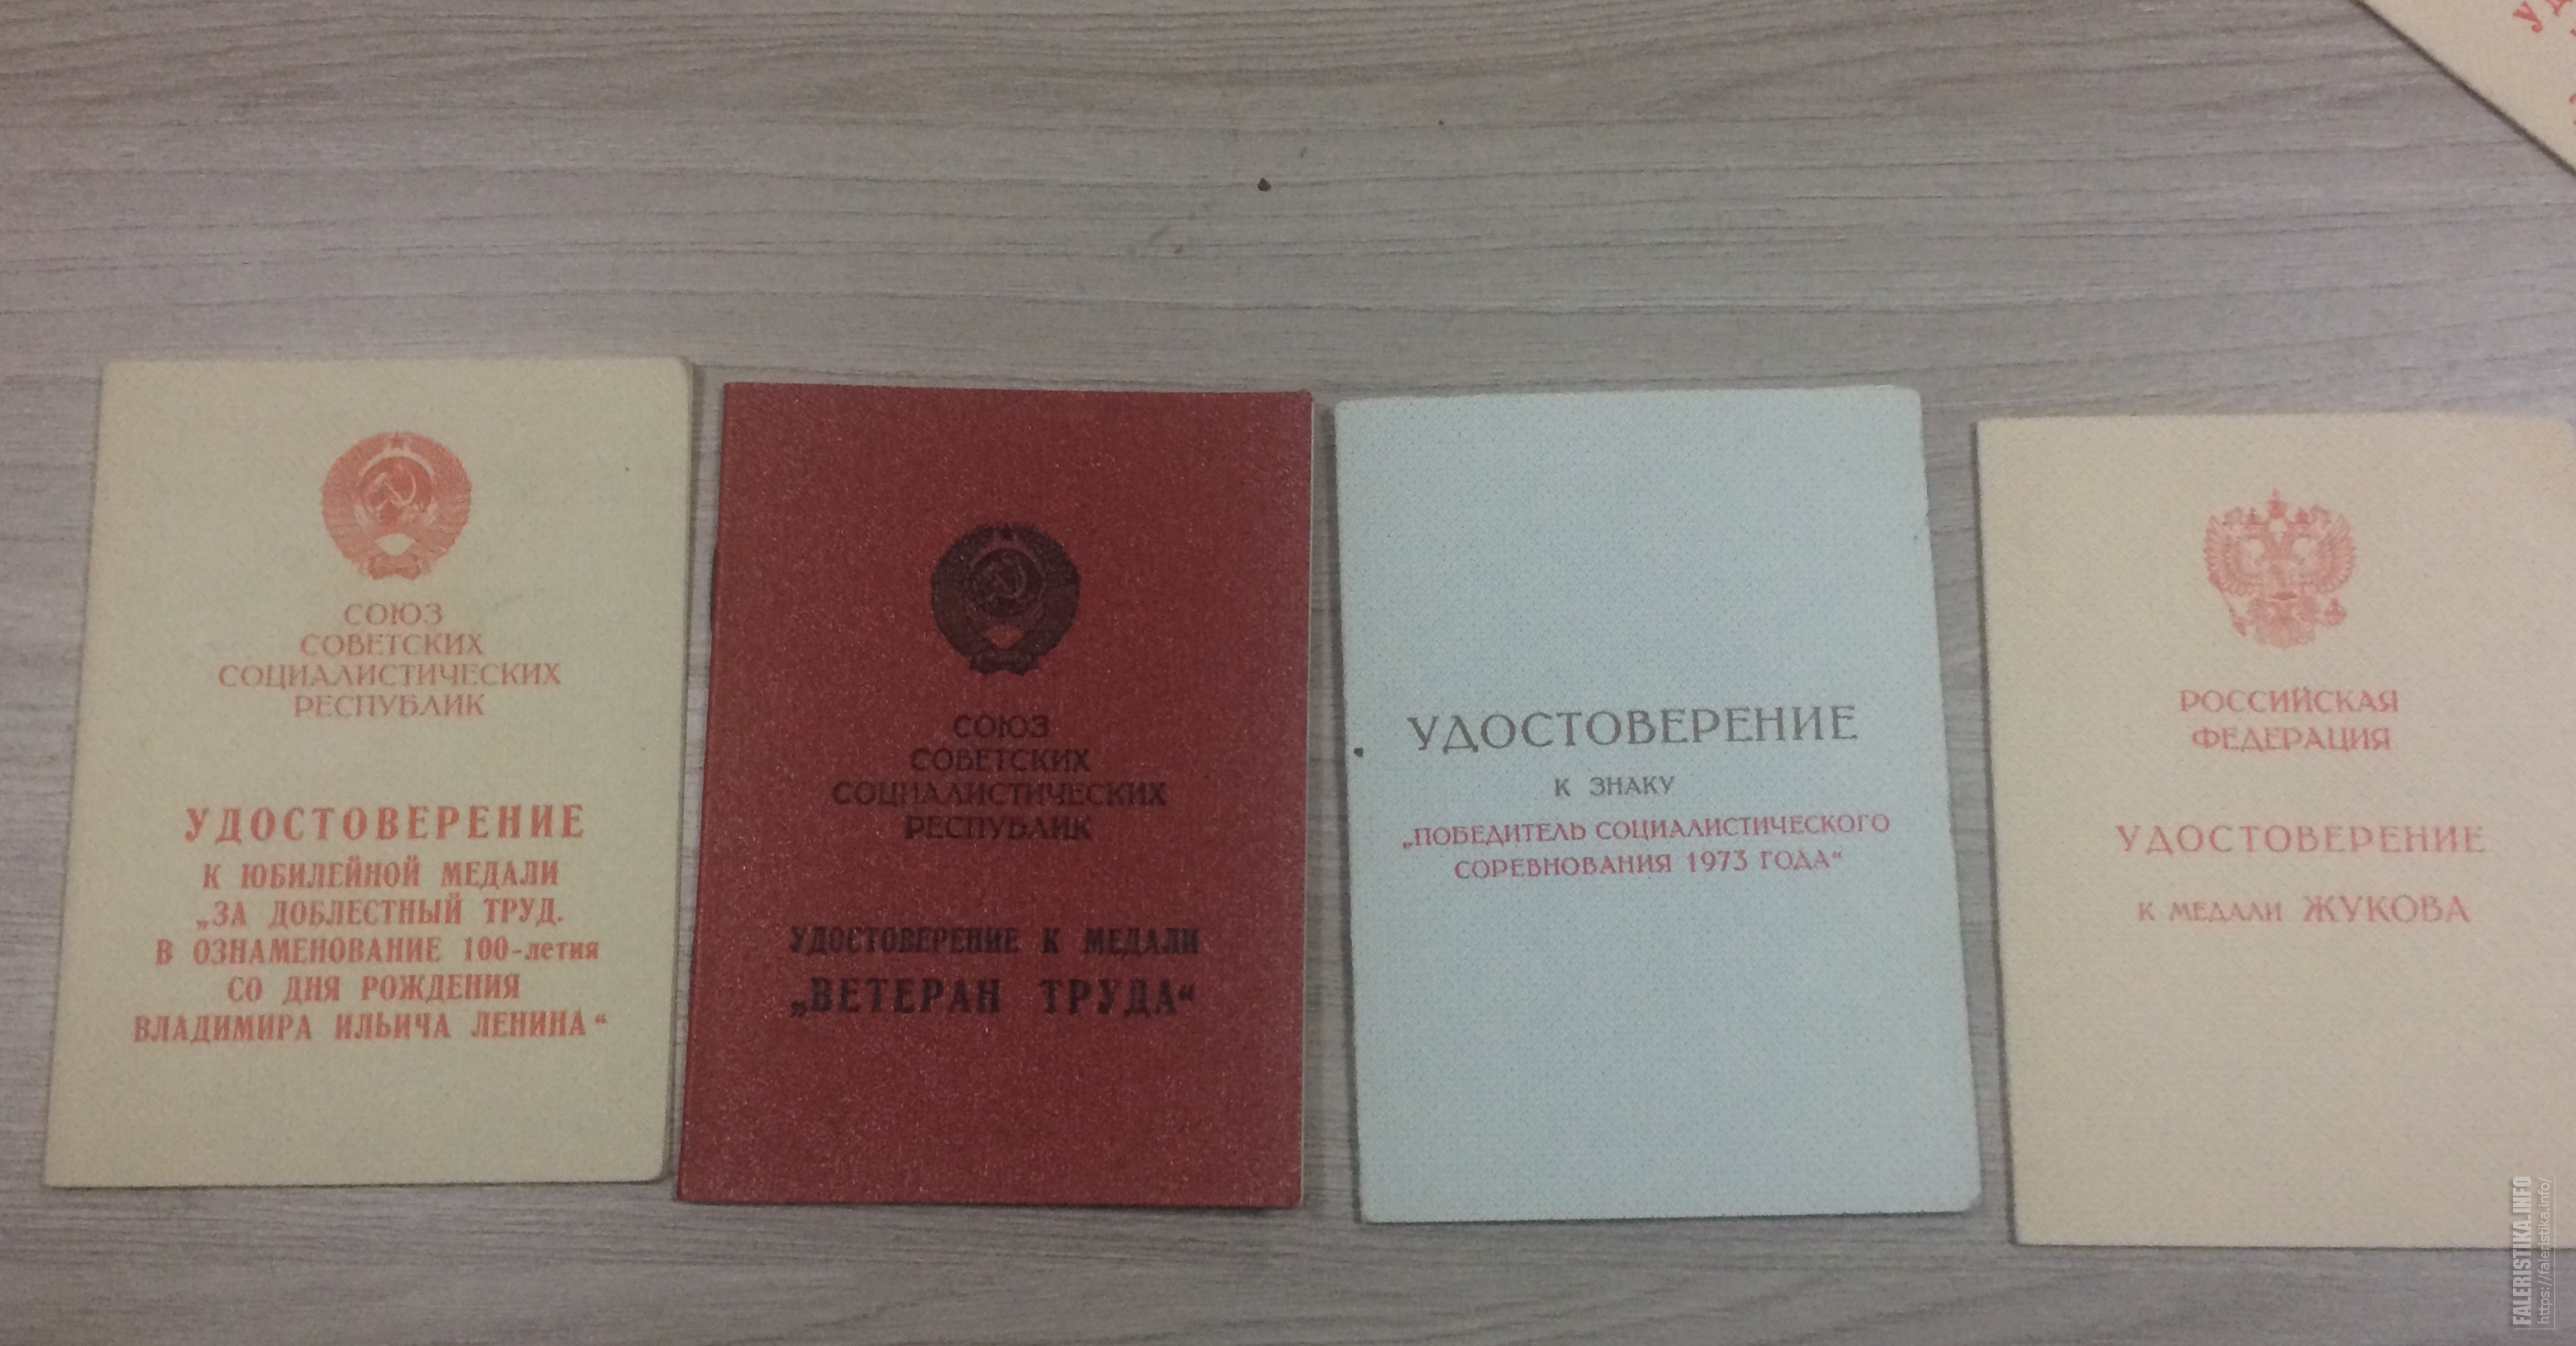 СОЮЗ
СОВЕТСКИХ
СОЦИАЛИСТИЧЕСКИХ
РЕСПУБЛИК
УДОСТОВЕРЕНИЕ
К ЮБИЛЕЙНОЙ МЕДАЛИ
„ЗА ДОБЛЕСТНЫЙ ТРУД.
В ОЗНАМЕНОВАНИЕ 100-летия
СО ДНЯ РОЖДЕНИЯ
ВЛАДИМИРА ИЛЬИЧА ЛЕНИНА“
СОЮЗ
СОВЕТСКИХ
СОЦИАЛИСТИЧЕСКИХ
РЕСПУБЛИК
УДОСТОВЕРЕНИЕ К МЕДАЛИ
„ВЕТЕРАН ТРУДА“
УДОСТОВЕРЕНИЕ
К ЗНАКУ
„ПОБЕДИТЕЛЬ СОЦИАЛИСТИЧЕСКОГО
СОРЕВНОВАНИЯ 1973 ГОДА“
РОССИЙСКАЯ
ФЕДЕРАЦИЯ
УДОСТОВЕРЕНИЕ
К МЕДАЛИ ЖУКОВА
FALERISTIKA.INFO
https://faleristika.info/